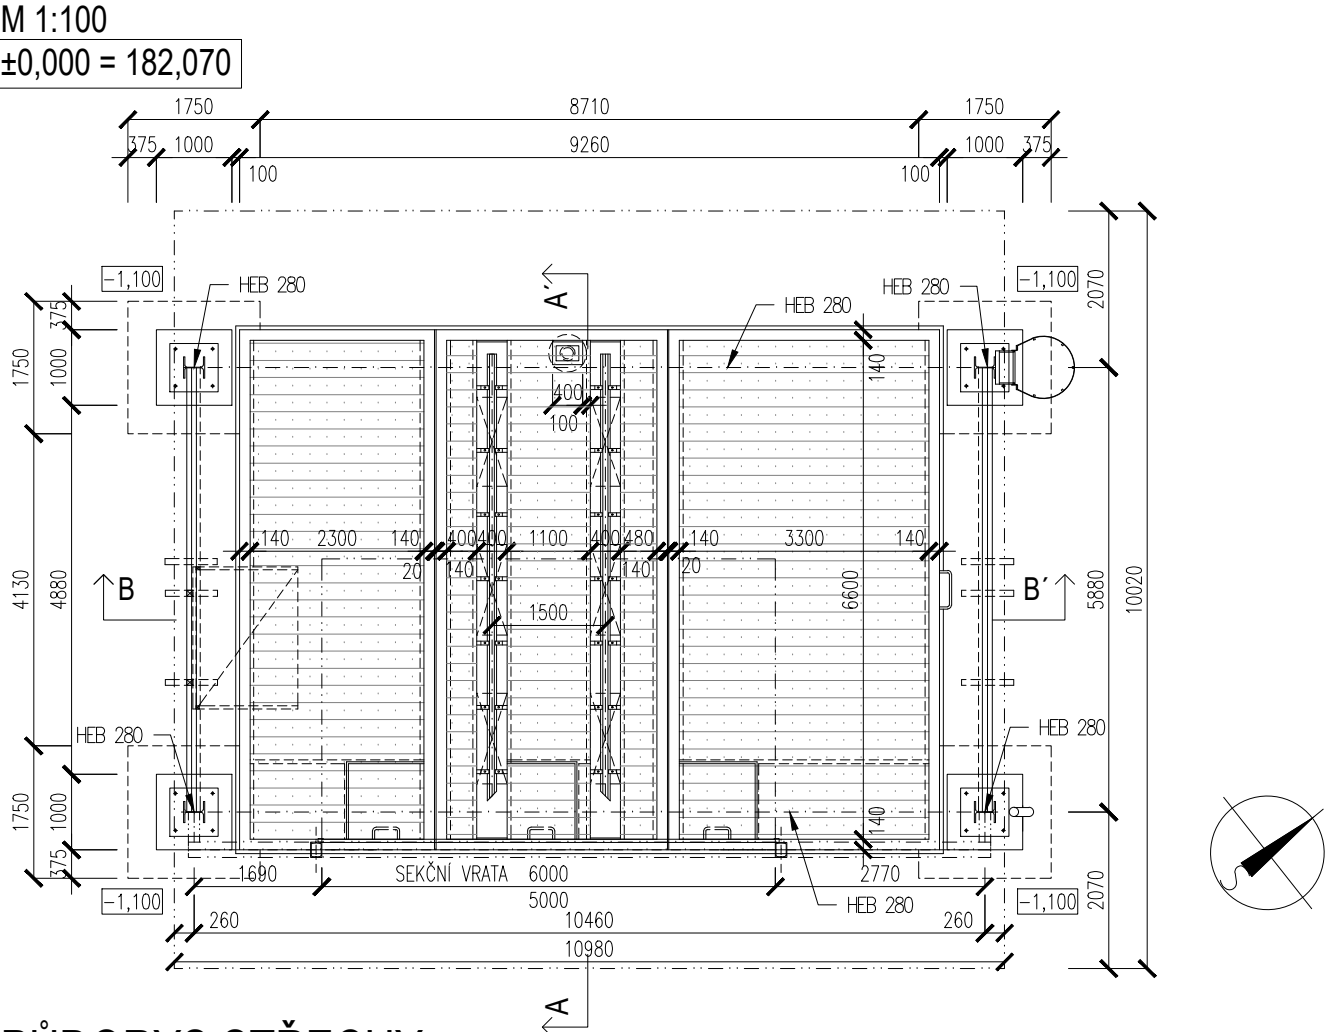 M 1:100
±0,000 = 182,070
1750 8710 1750
375 1000 9260 1000 375
100 100
-1,100 HEB 280 A´ HEB 280 -1,100
HEB 280
375 2070
1750 1000 140
400
100
140 2300 140 400 400 1100 400 480 140 3300 140
20 140 140 20
4130 4880 B 1500 6600 B´ 5880 10020
HEB 280 HEB 280
1750 1000 140
375 1690 SEKČNÍ VRATA 6000 2770
-1,100 5000 HEB 280 -1,100 2070
260 10460 260
10980
A